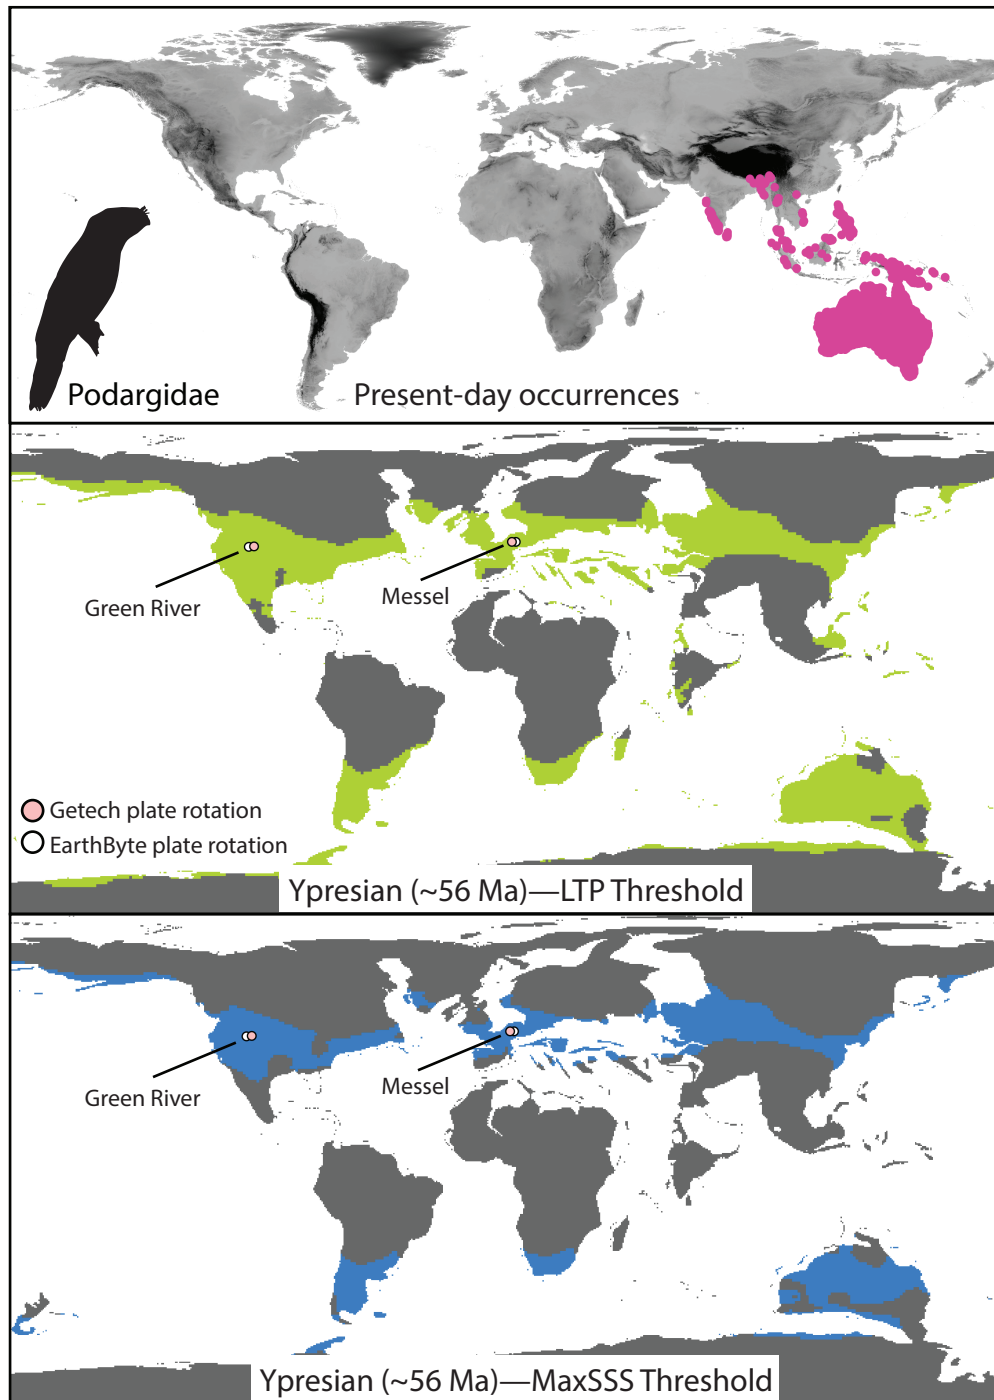 Podargidae
Present-day occurrences
Green River
Messel
Getech plate rotation
EarthByte plate rotation
Ypresian (~56 Ma)—LTP Threshold
Green River
Messel
Ypresian (~56 Ma)—MaxSSS Threshold